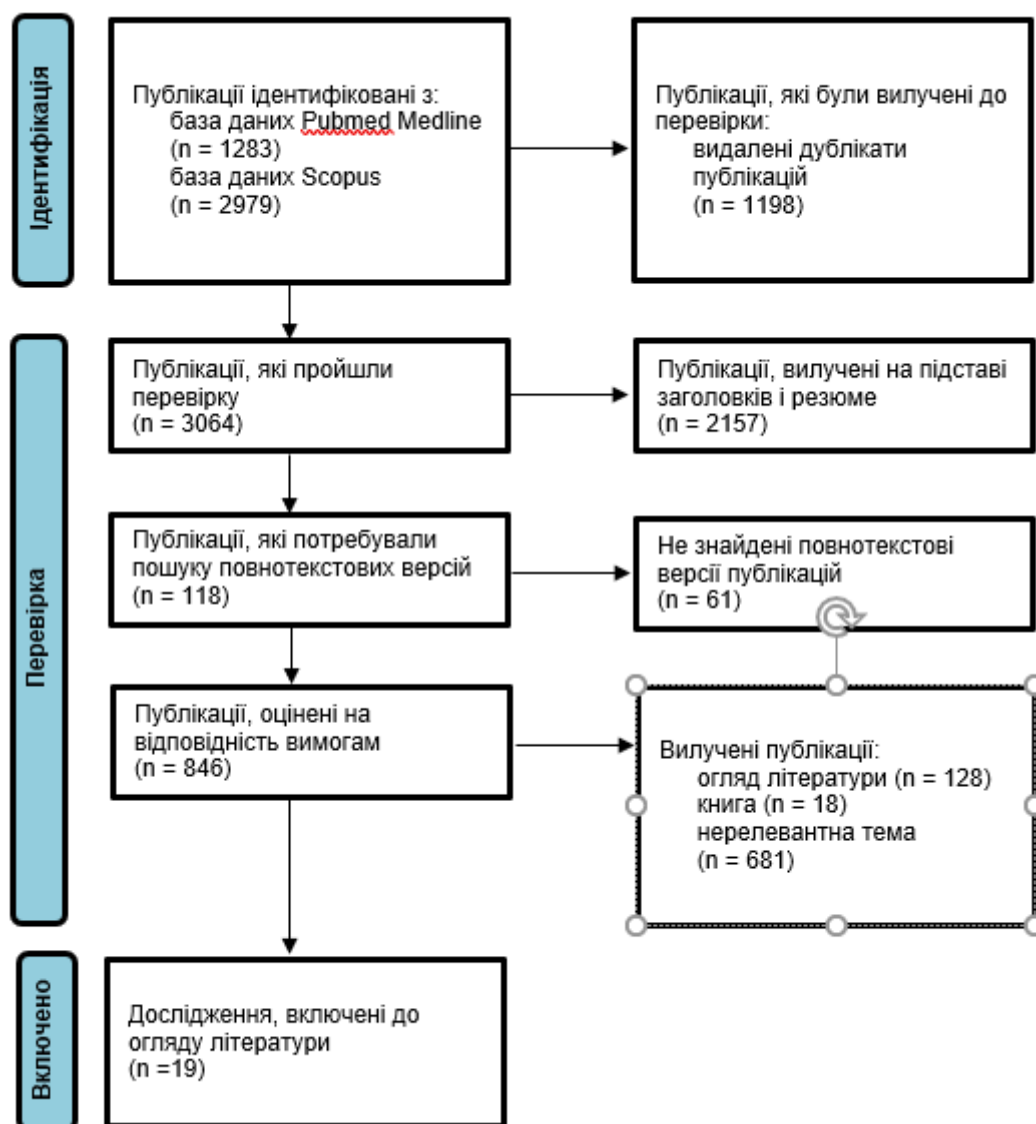 Ідентифікація
Публікації ідентифіковані з:
база даних Pubmed Medline
(n = 1283)
база даних Scopus
(n = 2979)
Публікації, які були вилучені до
перевірки:
видалені дублікати
публікацій
(n = 1198)
Перевірка
Публікації, які пройшли
перевірку
(n = 3064)
Публікації, вилучені на підставі
заголовків і резюме
(n = 2157)
Публікації, які потребували
пошуку повнотекстових версій
(n = 118)
Не знайдені повнотекстові
версії публікацій
(n = 61)
Публікації, оцінені на
відповідність вимогам
(n = 846)
Вилучені публікації:
огляд літератури (n = 128)
книга (n = 18)
нерелевантна тема
(n = 681)
Включено
Дослідження, включені до
огляду літератури
(n =19)